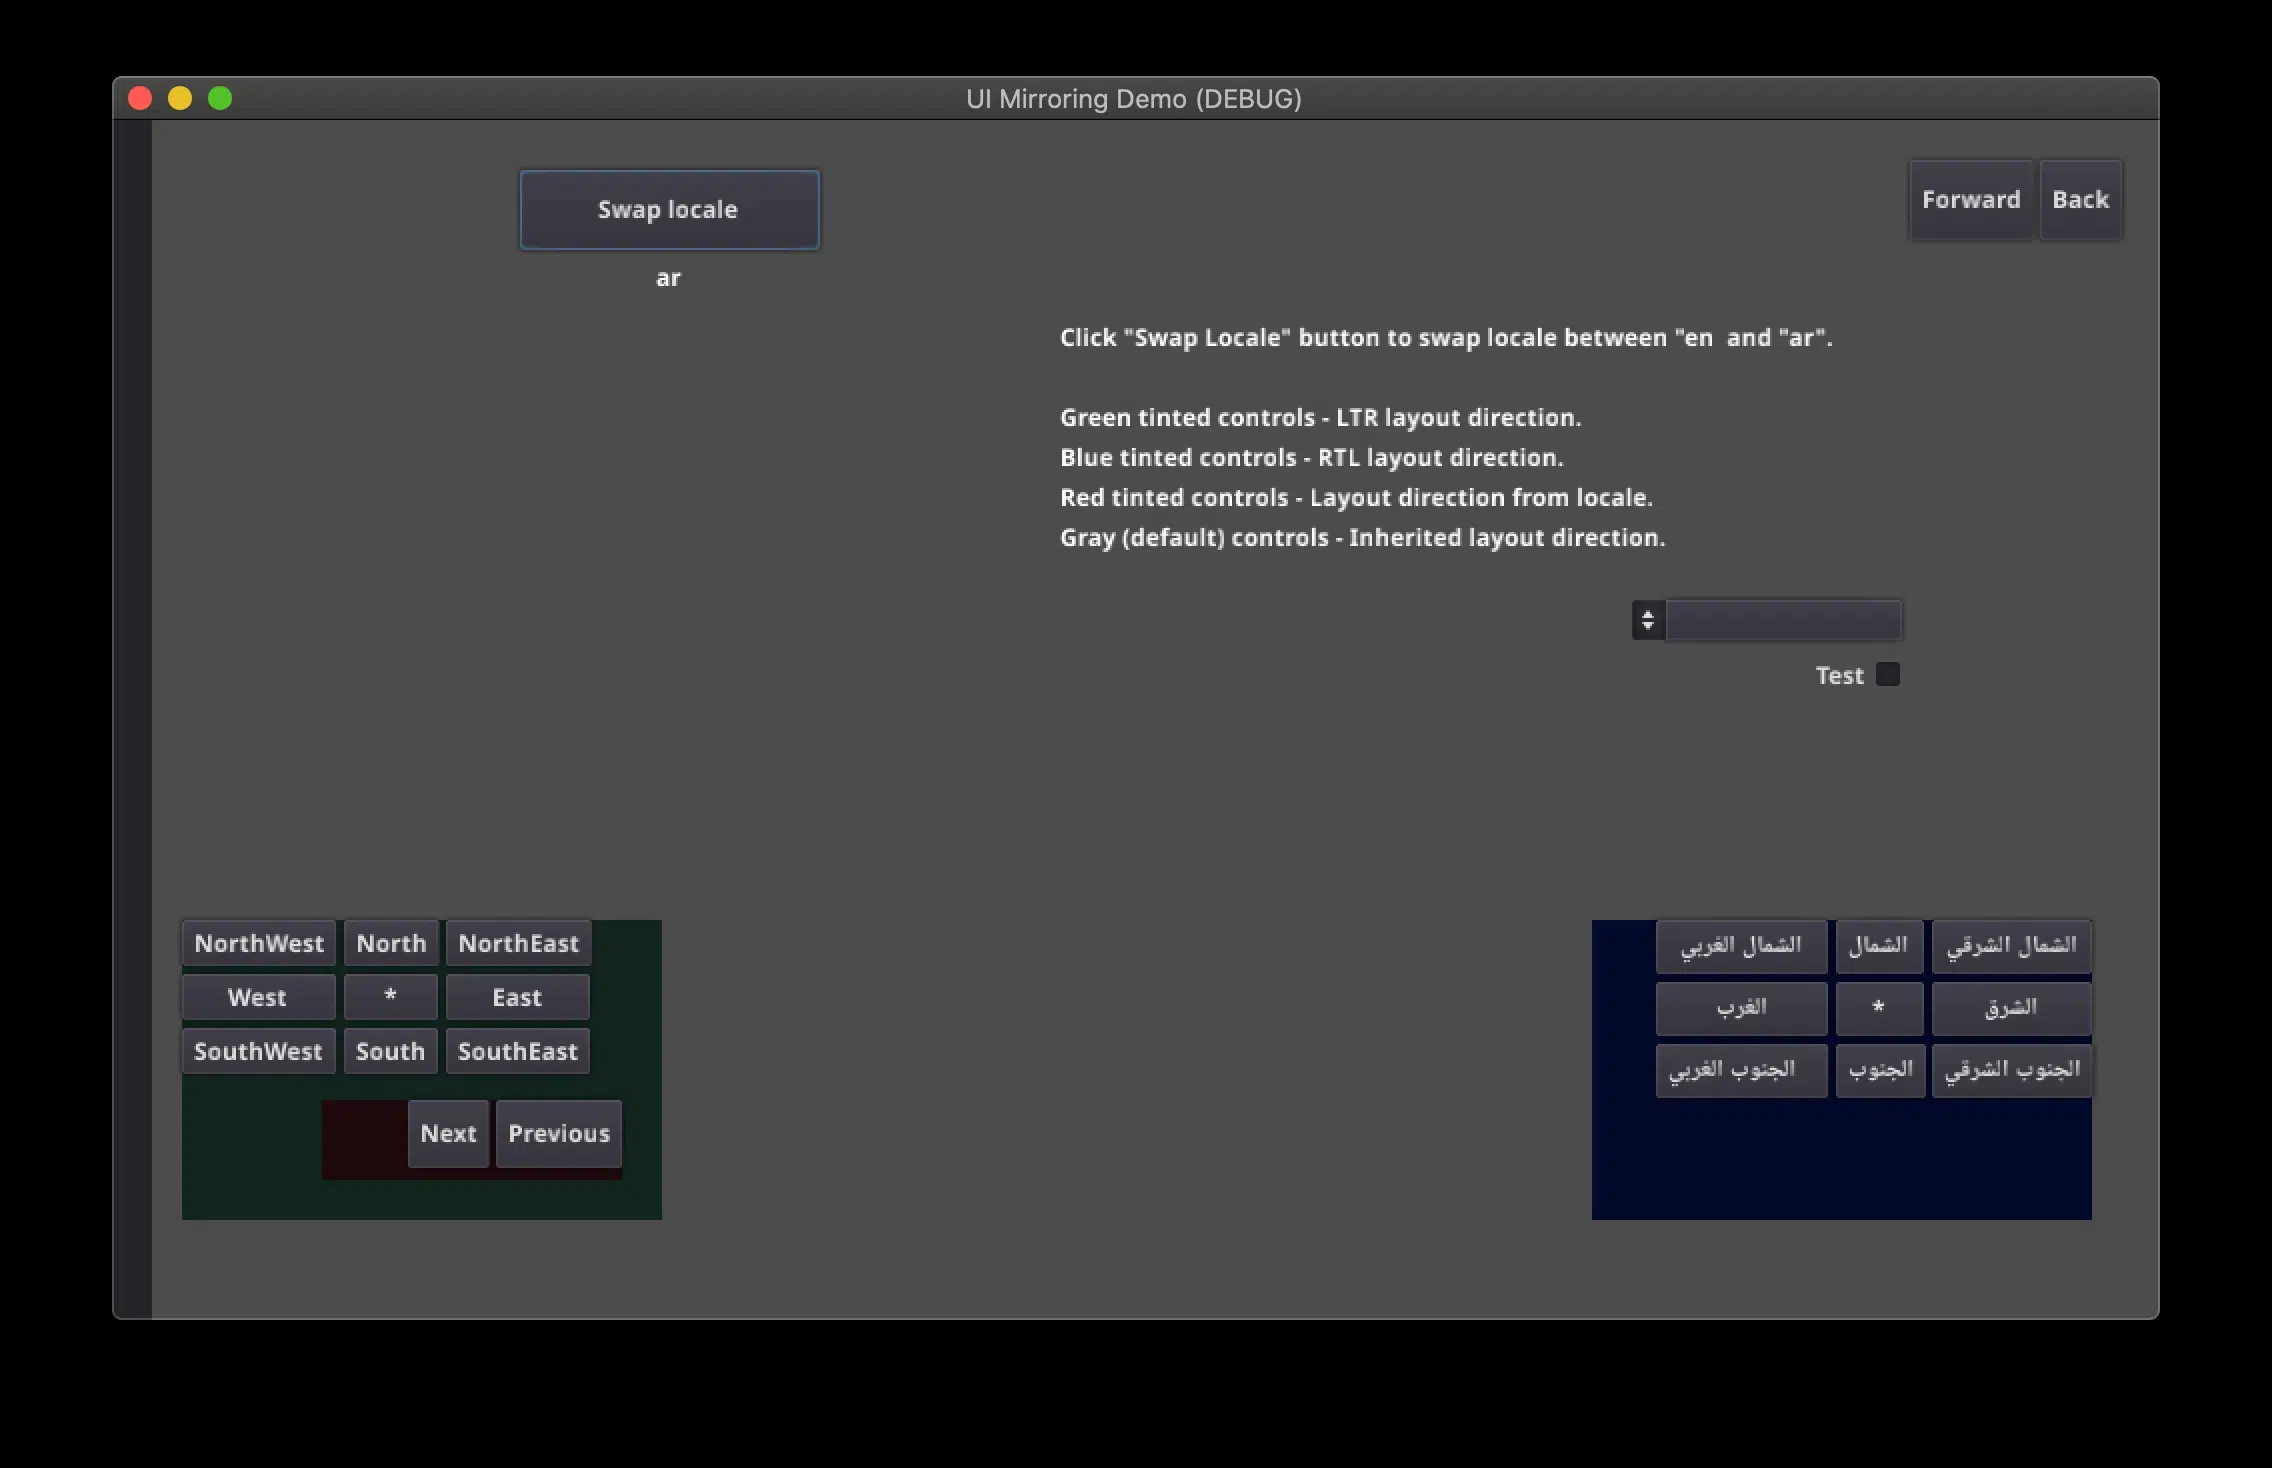 UI Mirroring Demo (DEBUG)
Swap locale
Forward Back
ar
Click "Swap Locale" button to swap locale between "en  and "ar".
Green tinted controls - LTR layout direction.
Blue tinted controls - RTL layout direction.
Red tinted controls - Layout direction from locale.
Gray (default) controls - Inherited layout direction.
Test
NorthWest North NorthEast
West * East
SouthWest South SouthEast
Next Previous
الشمال الشرقي الشمال الشمال الغربي
الشرق * الغرب
الجنوب الشرقي الجنوب الجنوب الغربي